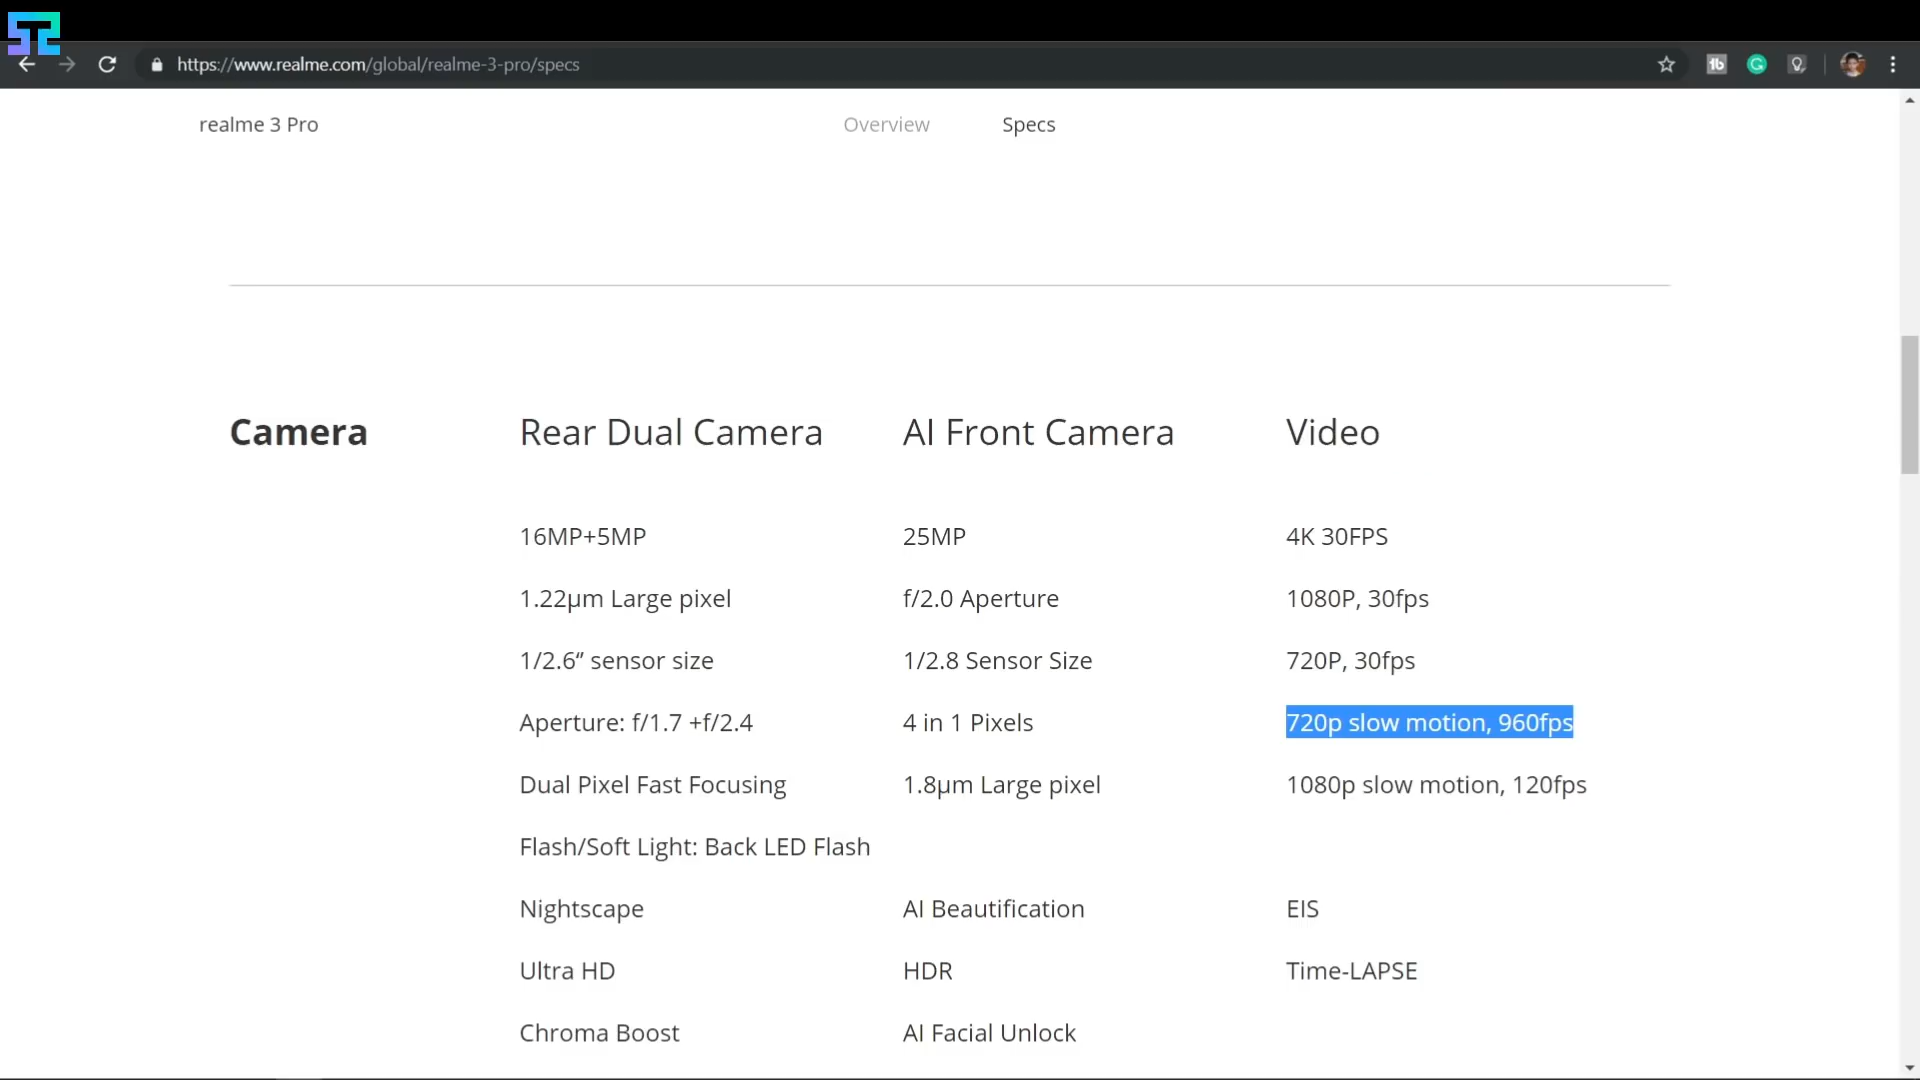 https://www.realme.com/global/realme-3-pro/specs
realme 3 Pro
Overview
Specs
Camera
Rear Dual Camera
16MP+5MP
1.22μm Large pixel
1/2.6“ sensor size
Aperture: f/1.7 +f/2.4
Dual Pixel Fast Focusing
Flash/Soft Light: Back LED Flash
Nightscape
Ultra HD
Chroma Boost
AI Front Camera
25MP
f/2.0 Aperture
1/2.8 Sensor Size
4 in 1 Pixels
1.8μm Large pixel
AI Beautification
HDR
AI Facial Unlock
Video
4K 30FPS
1080P, 30fps
720P, 30fps
720p slow motion, 960fps
1080p slow motion, 120fps
EIS
Time-LAPSE